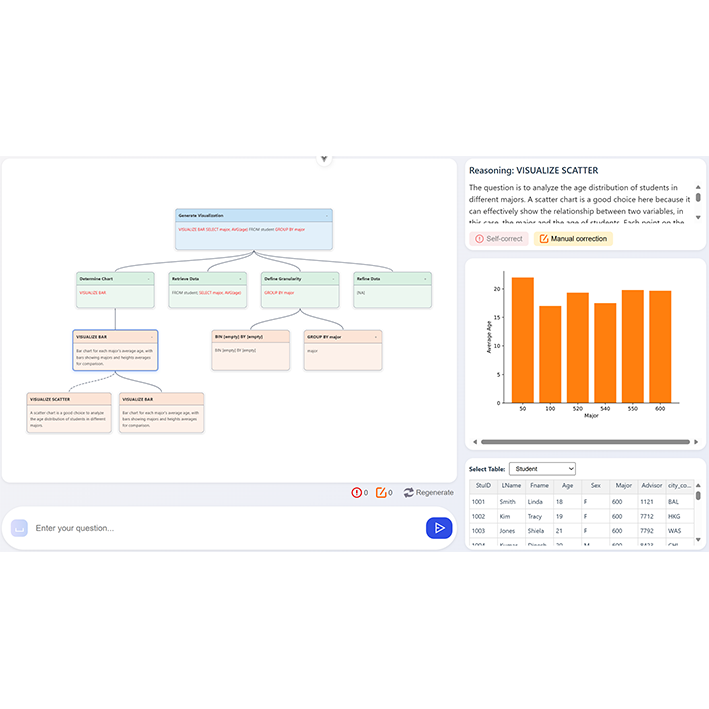 Generate Visualization
VISUALIZE BAR SELECT major, AVG(age) FROM student GROUP BY major
Determine Chart
VISUALIZE BAR
Retrieve Data
FROM student SELECT major, AVG(age)
Define Granularity
GROUP BY major
Refine Data
VISUALIZE BAR
Bar chart for each major's average age, with
bars showing majors and heights averages
for comparison.
BIN [empty] BY [empty]
BIN [empty] BY [empty]
GROUP BY major
major
VISUALIZE SCATTER
A scatter chart is a good choice to analyze
the age distribution of students in different
majors.
VISUALIZE BAR
Bar chart for each major's average age, with
bars showing majors and heights averages
for comparison.
0
0
Regenerate
Enter your question...
Reasoning: VISUALIZE SCATTER
The question is to analyze the age distribution of students in
different majors. A scatter chart is a good choice here because it
can effectively show the relationship between two variables, in
this case, the major and the age of students. Each point on the
Self-correct
Manual correction
Average Age
20
15
10
5
0
50 100 520 540 550 600
Major
Select Table: Student
StuID LName Fname Age Sex Major Advisor city_co...
1001 Smith Linda 18 F 600 1121 BAL
1002 Kim Tracy 19 F 600 7712 HKG
1003 Jones Shiela 21 F 600 7792 WAS
1004 Kumar Dinesh 20 M 600 8423 CHI